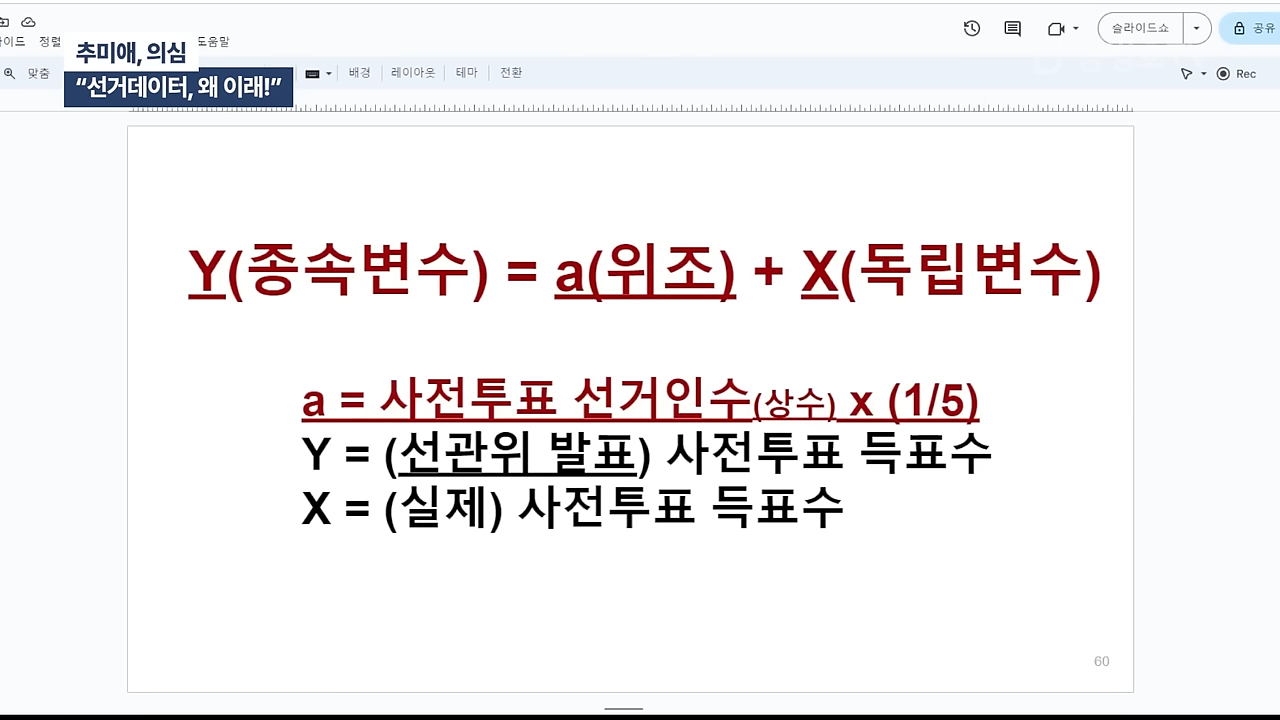 이드 정렬 도움말
슬라이드쇼
공유
추미애, 의심
“선거데이터, 왜 이래!”
맞춤
배경 레이아웃 테마 전환
Rec
Y(종속변수) = a(위조) + X(독립변수)
a = 사전투표 선거인수(상수) x (1/5)
Y = (선관위 발표) 사전투표 득표수
X = (실제) 사전투표 득표수
60